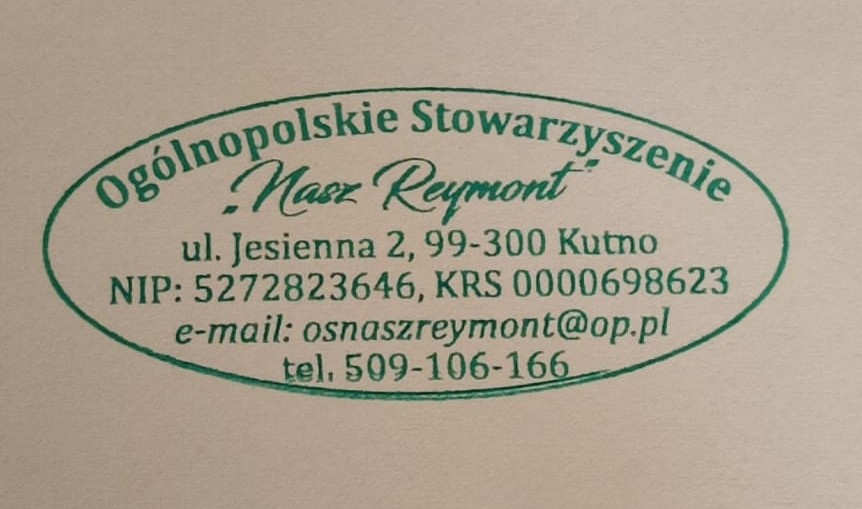 Ogólnopolskie Stowarzyszenie
„Nasz Reymont”
ul. Jesienna 2, 99-300 Kutno
NIP: 5272823646, KRS 0000698623
e-mail: osnaszreymont@op.pl
tel. 509-106-166